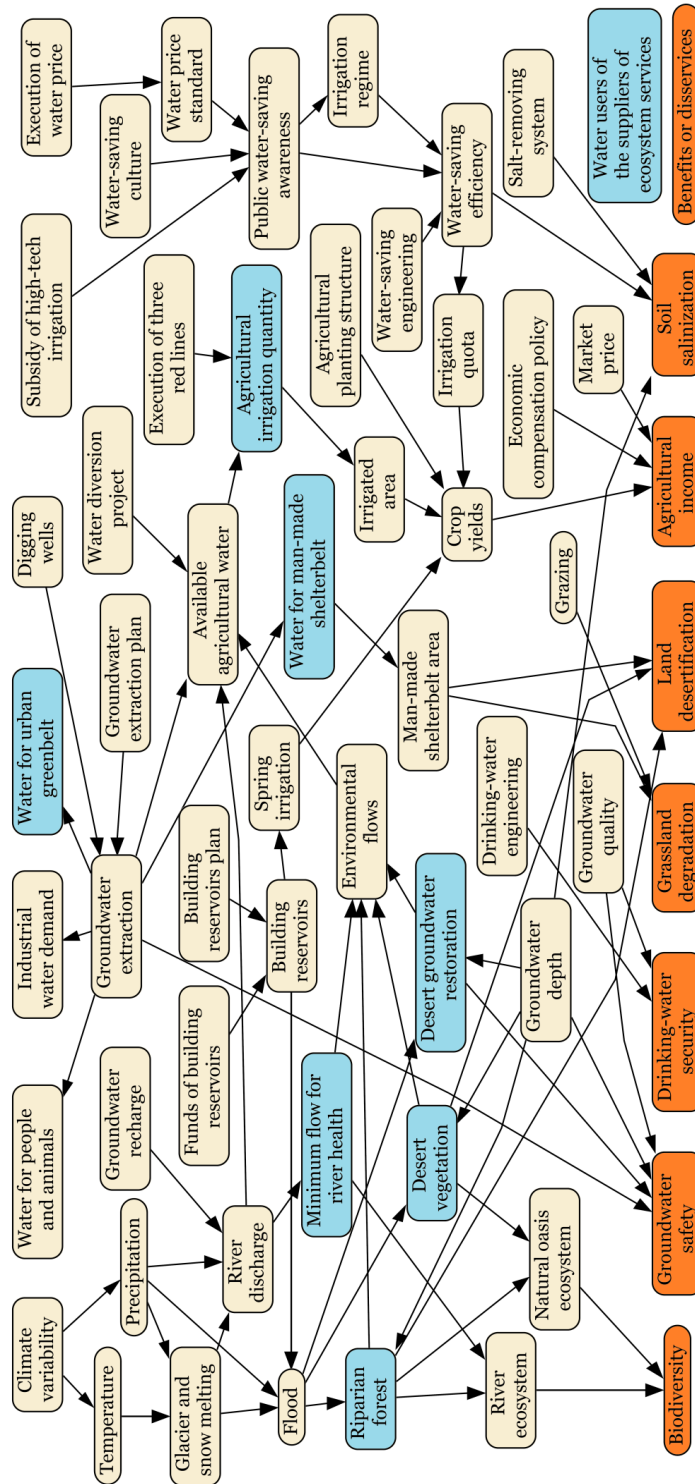 Climate
variability
Water for people
and animals
Industrial
water demand
Water for urban
greenbelt
Digging
wells
Subsidy of high-tech
irrigation
Execution of
water price
Temperature
Precipitation
Groundwater
recharge
Groundwater
extraction
Groundwater
extraction plan
Water diversion
project
Execution of three
red lines
Water-saving
culture
Water price
standard
Glacier and
snow melting
River
discharge
Funds of building
reservoirs
Building
reservoirs plan
Available
agricultural water
Agricultural
irrigation quantity
Public water-saving
awareness
Flood
Minimum flow for
river health
Building
reservoirs
Spring
irrigation
Water for man-made
shelterbelt
Agricultural
planting structure
Irrigation
regime
Riparian
forest
Desert
vegetation
Desert groundwater
restoration
Environmental
flows
Man-made
shelterbelt area
Irrigated
area
Water-saving
engineering
Water-saving
efficiency
River
ecosystem
Natural oasis
ecosystem
Groundwater
depth
Drinking-water
engineering
Crop
yields
Irrigation
quota
Salt-removing
system
Groundwater
quality
Grazing
Economic
compensation policy
Market
price
Water users of
the suppliers of
ecosystem services
Biodiversity
Groundwater
safety
Drinking-water
security
Grassland
degradation
Land
desertification
Agricultural
income
Soil
salinization
Benefits or disservices